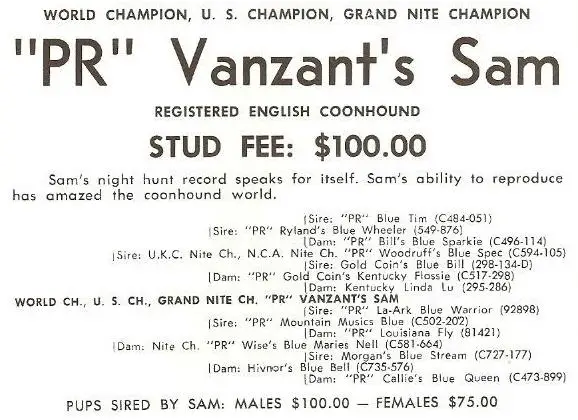 WORLD CHAMPION, U. S. CHAMPION, GRAND NITE CHAMPION
"PR" Vanzant's Sam
REGISTERED ENGLISH COONHOUND
STUD FEE: $100.00
Sam's night hunt record speaks for itself. Sam's ability to reproduce
has amazed the coonhound world.
|Sire: "PR" Blue Tim (C484-051)
|Sire: "PR" Ryland's Blue Wheeler (549-876)
|Dam: "PR" Bill's Blue Sparkie (C496-114)
|Sire: U.K.C. Nite Ch., N.C.A. Nite Ch. "PR" Woodruff's Blue Spec (C594-105)
|Sire: Gold Coin's Blue Bill (298-134-D)
|Dam: "PR" Gold Coin's Kentucky Flossie (C517-298)
|Dam: Kentucky Linda Lu (295-286)
WORLD CH., U. S. CH., GRAND NITE CH. "PR" VANZANT'S SAM
|Sire: "PR" La-Ark Blue Warrior (92898)
|Sire: "PR" Mountain Musics Blue (C502-202)
|Dam: "PR" Louisiana Fly (81421)
|Dam: Nite Ch. "PR" Wise's Blue Maries Nell (C581-664)
|Sire: Morgan's Blue Stream (C727-177)
|Dam: Hivnor's Blue Bell (C735-576)
|Dam: "PR" Callie's Blue Queen (C473-899)
PUPS SIRED BY SAM: MALES $100.00 — FEMALES $75.00